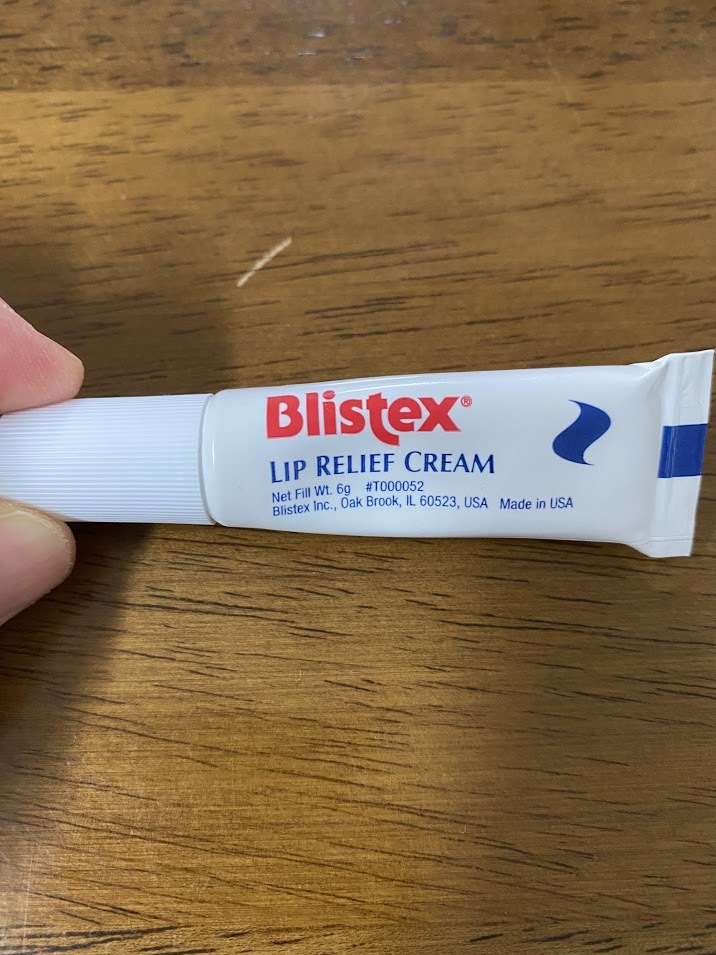 Blistex®
LIP RELIEF CREAM
Net Fill Wt. 6g #T000052
Blistex Inc., Oak Brook, IL 60523, USA Made in USA